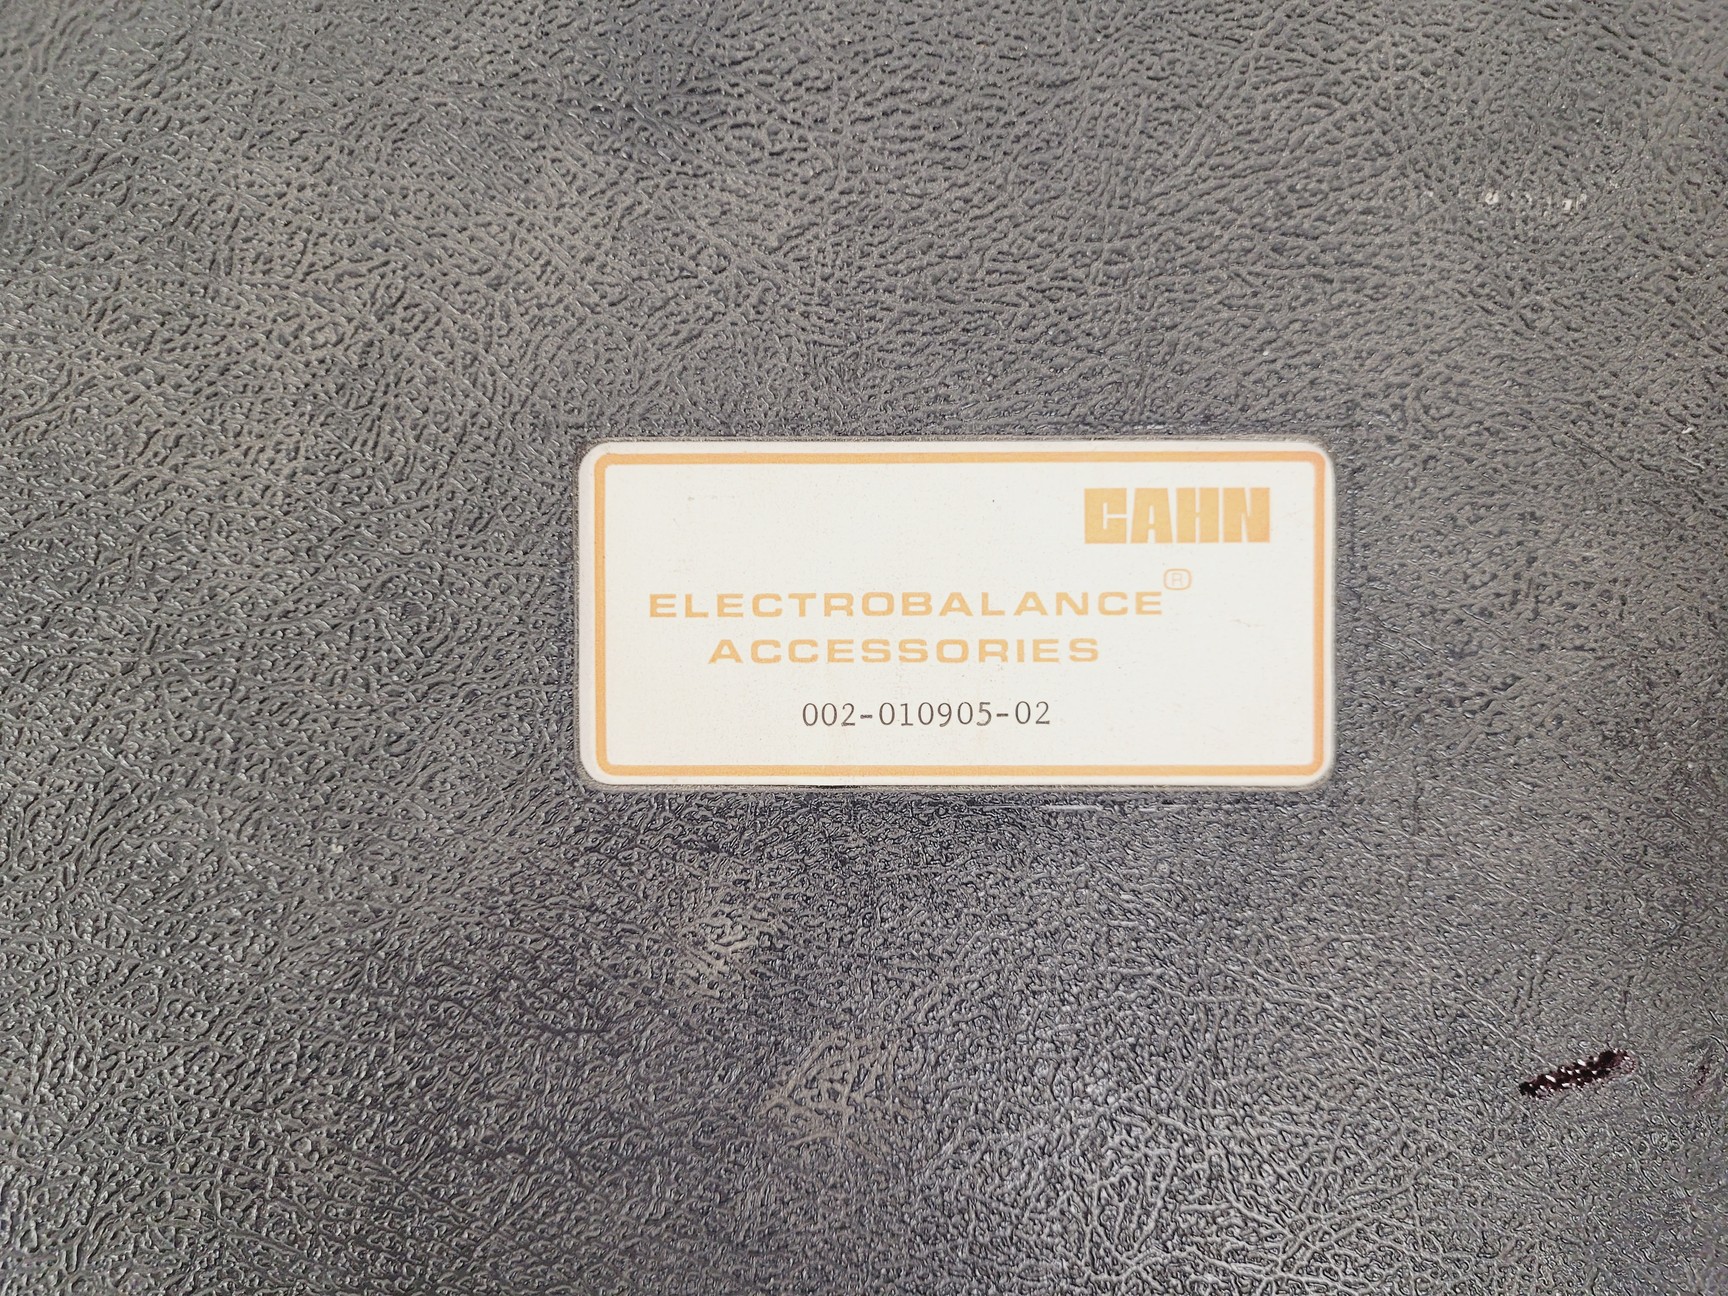 CAHN
ELECTROBALANCE®
ACCESSORIES
002-010905-02